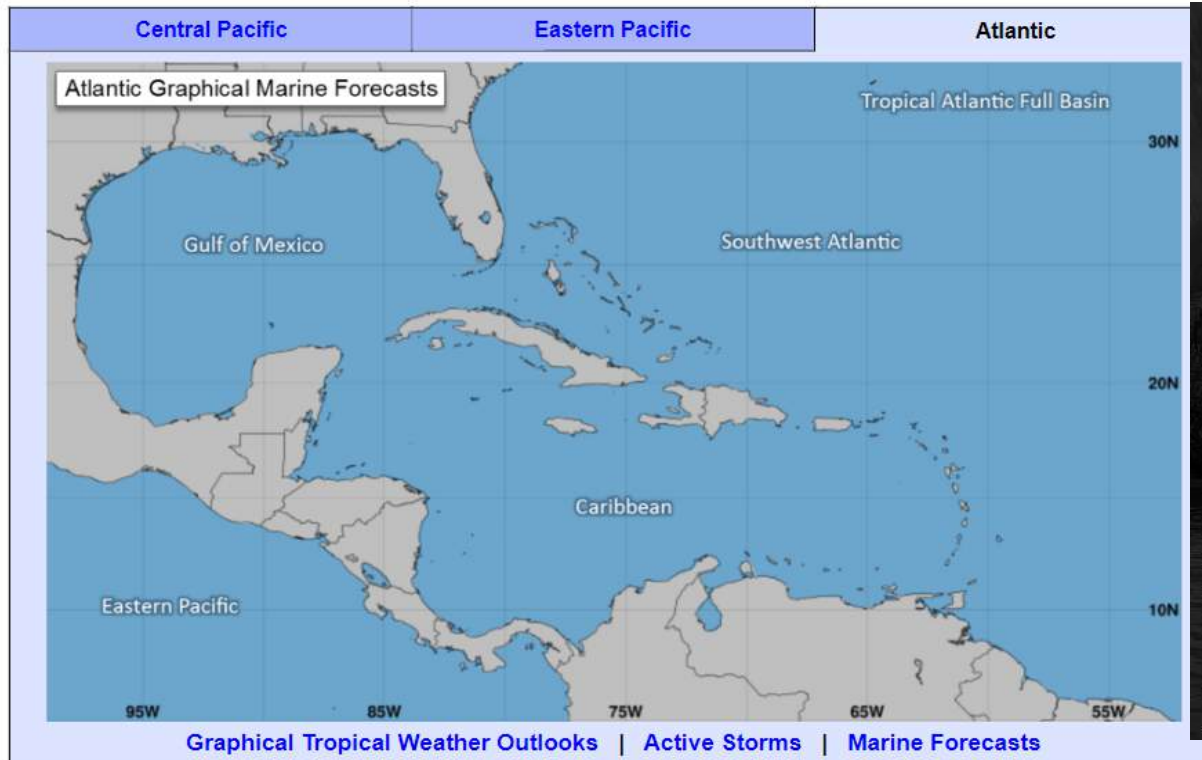 Central Pacific
Eastern Pacific
Atlantic
Atlantic Graphical Marine Forecasts
Tropical Atlantic Full Basin
30N
Gulf of Mexico
Southwest Atlantic
20N
Caribbean
Eastern Pacific
10N
95W
85W
75W
65W
55W
Graphical Tropical Weather Outlooks | Active Storms | Marine Forecasts